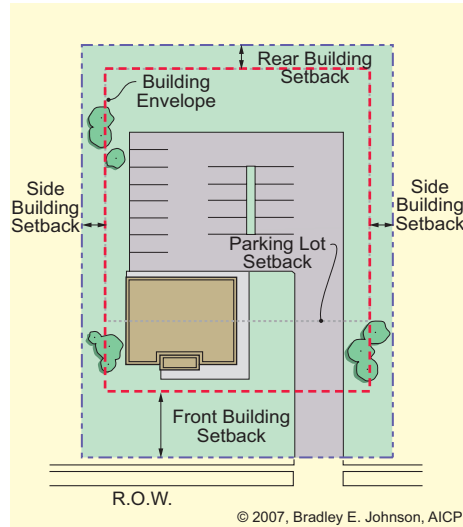 Rear Building
Setback
Building
Envelope
Side
Building
Setback
Side
Building
Setback
Parking Lot
Setback
Front Building
Setback
R.O.W.
© 2007, Bradley E. Johnson, AICP